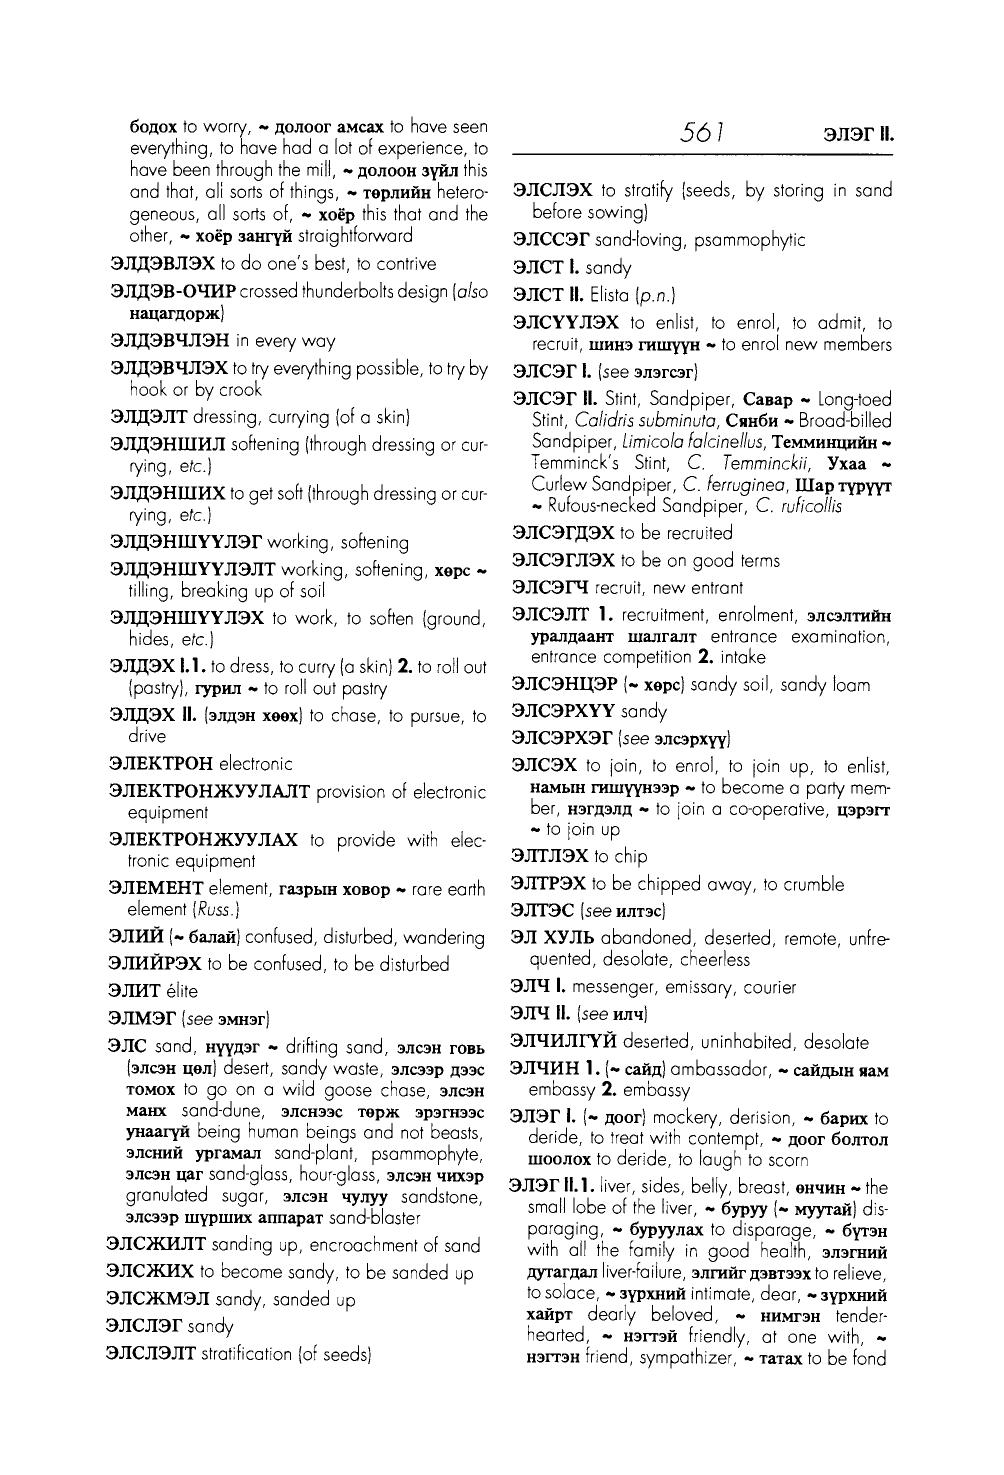 бодох to worry, ~ долоог амсах to have seen
everything, to have had a lot of experience, to
have been through the mill, ~ долоон зүйл this
and that, all sorts of things, ~ төрлийн hetero-
geneous, all sorts of, ~ хоёр this that and the
other, ~ хоёр зангүй straightforward
ЭЛДЭВЛЭХ to do one's best, to contrive
ЭЛДЭВ-ОЧИР crossed thunderbolts design (also
нацагдорж)
ЭЛДЭВЧЛЭН in every way
ЭЛДЭВЧЛЭХ to try everything possible, to try by
hook or by crook
ЭЛДЭЛТ dressing, currying (of a skin)
ЭЛДЭНШИЛ softening (through dressing or cur-
rying, etc.)
ЭЛДЭНШИХ to get soft (through dressing or cur-
rying, etc.)
ЭЛДЭНШҮҮЛЭГ working, softening
ЭЛДЭНШҮҮЛЭЛТ working, softening, хөрс ~
tilling, breaking up of soil
ЭЛДЭНШҮҮЛЭХ to work, to soften (ground,
hides, etc.)
ЭЛДЭХ I.1. to dress, to curry (a skin) 2. to roll out
(pastry), гурил ~ to roll out pastry
ЭЛДЭХ II. (элдэн хөөх) to chase, to pursue, to
drive
ЭЛЕКТРОН electronic
ЭЛЕКТРОНЖУУЛАЛТ provision of electronic
equipment
ЭЛЕКТРОНЖУУЛАХ to provide with elec-
tronic equipment
ЭЛЕМЕНТ element, газрын ховор ~ rare earth
element (Russ.)
ЭЛИЙ (~ балай) confused, disturbed, wandering
ЭЛИЙРЭХ to be confused, to be disturbed
ЭЛИТ élite
ЭЛМЭГ (see эмнэг)
ЭЛС sand, нүүдэг ~ drifting sand, элсэн говь
(элсэн цөл) desert, sandy waste, элсээр дээс
томох to go on a wild goose chase, элсэн
манх sand-dune, элснээс төрж эрэгнээс
унаагүй being human beings and not beasts,
элсний ургамал sand-plant, psammophyte,
элсэн цаг sand-glass, hour-glass, элсэн чихэр
granulated sugar, элсэн чулуу sandstone,
элсээр шүрших аппарат sand-blaster
ЭЛСЖИЛТ sanding up, encroachment of sand
ЭЛСЖИХ to become sandy, to be sanded up
ЭЛСЖМЭЛ sandy, sanded up
ЭЛСЛЭГ sandy
ЭЛСЛЭЛТ stratification (of seeds)
561 ЭЛЭГ II.
ЭЛСЛЭХ to stratify (seeds, by storing in sand
before sowing)
ЭЛССЭГ sand-loving, psammophytic
ЭЛСТ I. sandy
ЭЛСТ II. Elista (p.n.)
ЭЛСҮҮЛЭХ to enlist, to enrol, to admit, to
recruit, шинэ гишүүн ~ to enrol new members
ЭЛСЭГ I. (see элэгсэг)
ЭЛСЭГ II. Stint, Sandpiper, Савар ~ Long-toed
Stint, Calidris subminuta, Сянби ~ Broad-billed
Sandpiper, Limicola falcinellus, Темминцийн ~
Temminck's Stint, C. Temminckii, Ухаа ~
Curlew Sandpiper, C. ferruginea, Шар түрүүт
~ Rufous-necked Sandpiper, C. ruficollis
ЭЛСЭГДЭХ to be recruited
ЭЛСЭГЛЭХ to be on good terms
ЭЛСЭГЧ recruit, new entrant
ЭЛСЭЛТ 1. recruitment, enrolment, элсэлтийн
уралдаант шалгалт entrance examination,
entrance competition 2. intake
ЭЛСЭНЦЭР (~ хөрс) sandy soil, sandy loam
ЭЛСЭРХҮҮ sandy
ЭЛСЭРХЭГ (see элсэрхүү)
ЭЛСЭХ to join, to enrol, to join up, to enlist,
намын гишүүнээр ~ to become a party mem-
ber, нэгдэлд ~ to join a co-operative, цэрэгт
~ to join up
ЭЛТЛЭХ to chip
ЭЛТРЭХ to be chipped away, to crumble
ЭЛТЭС (see илтэс)
ЭЛ ХУЛЬ abandoned, deserted, remote, unfre-
quented, desolate, cheerless
ЭЛЧ I. messenger, emissary, courier
ЭЛЧ II. (see илч)
ЭЛЧИЛГҮЙ deserted, uninhabited, desolate
ЭЛЧИН 1. (~ сайд) ambassador, ~ сайдын яам
embassy 2. embassy
ЭЛЭГ I. (~ доог) mockery, derision, ~ барих to
deride, to treat with contempt, ~ доог болтол
шоолох to deride, to laugh to scorn
ЭЛЭГ II.1. liver, sides, belly, breast, өнчин ~ the
small lobe of the liver, ~ буруу (~ муутай) dis-
paraging, ~ буруулах to disparage, ~ бүтэн
with all the family in good health, элэгний
дутагдал liver-failure, элгийг дэвтээх to relieve,
to solace, ~ зүрхний intimate, dear, ~ зүрхний
хайрт dearly beloved, ~ нимгэн tender-
hearted, ~ нэгтэй friendly, at one with, ~
нэгтэн friend, sympathizer, ~ татах to be fond